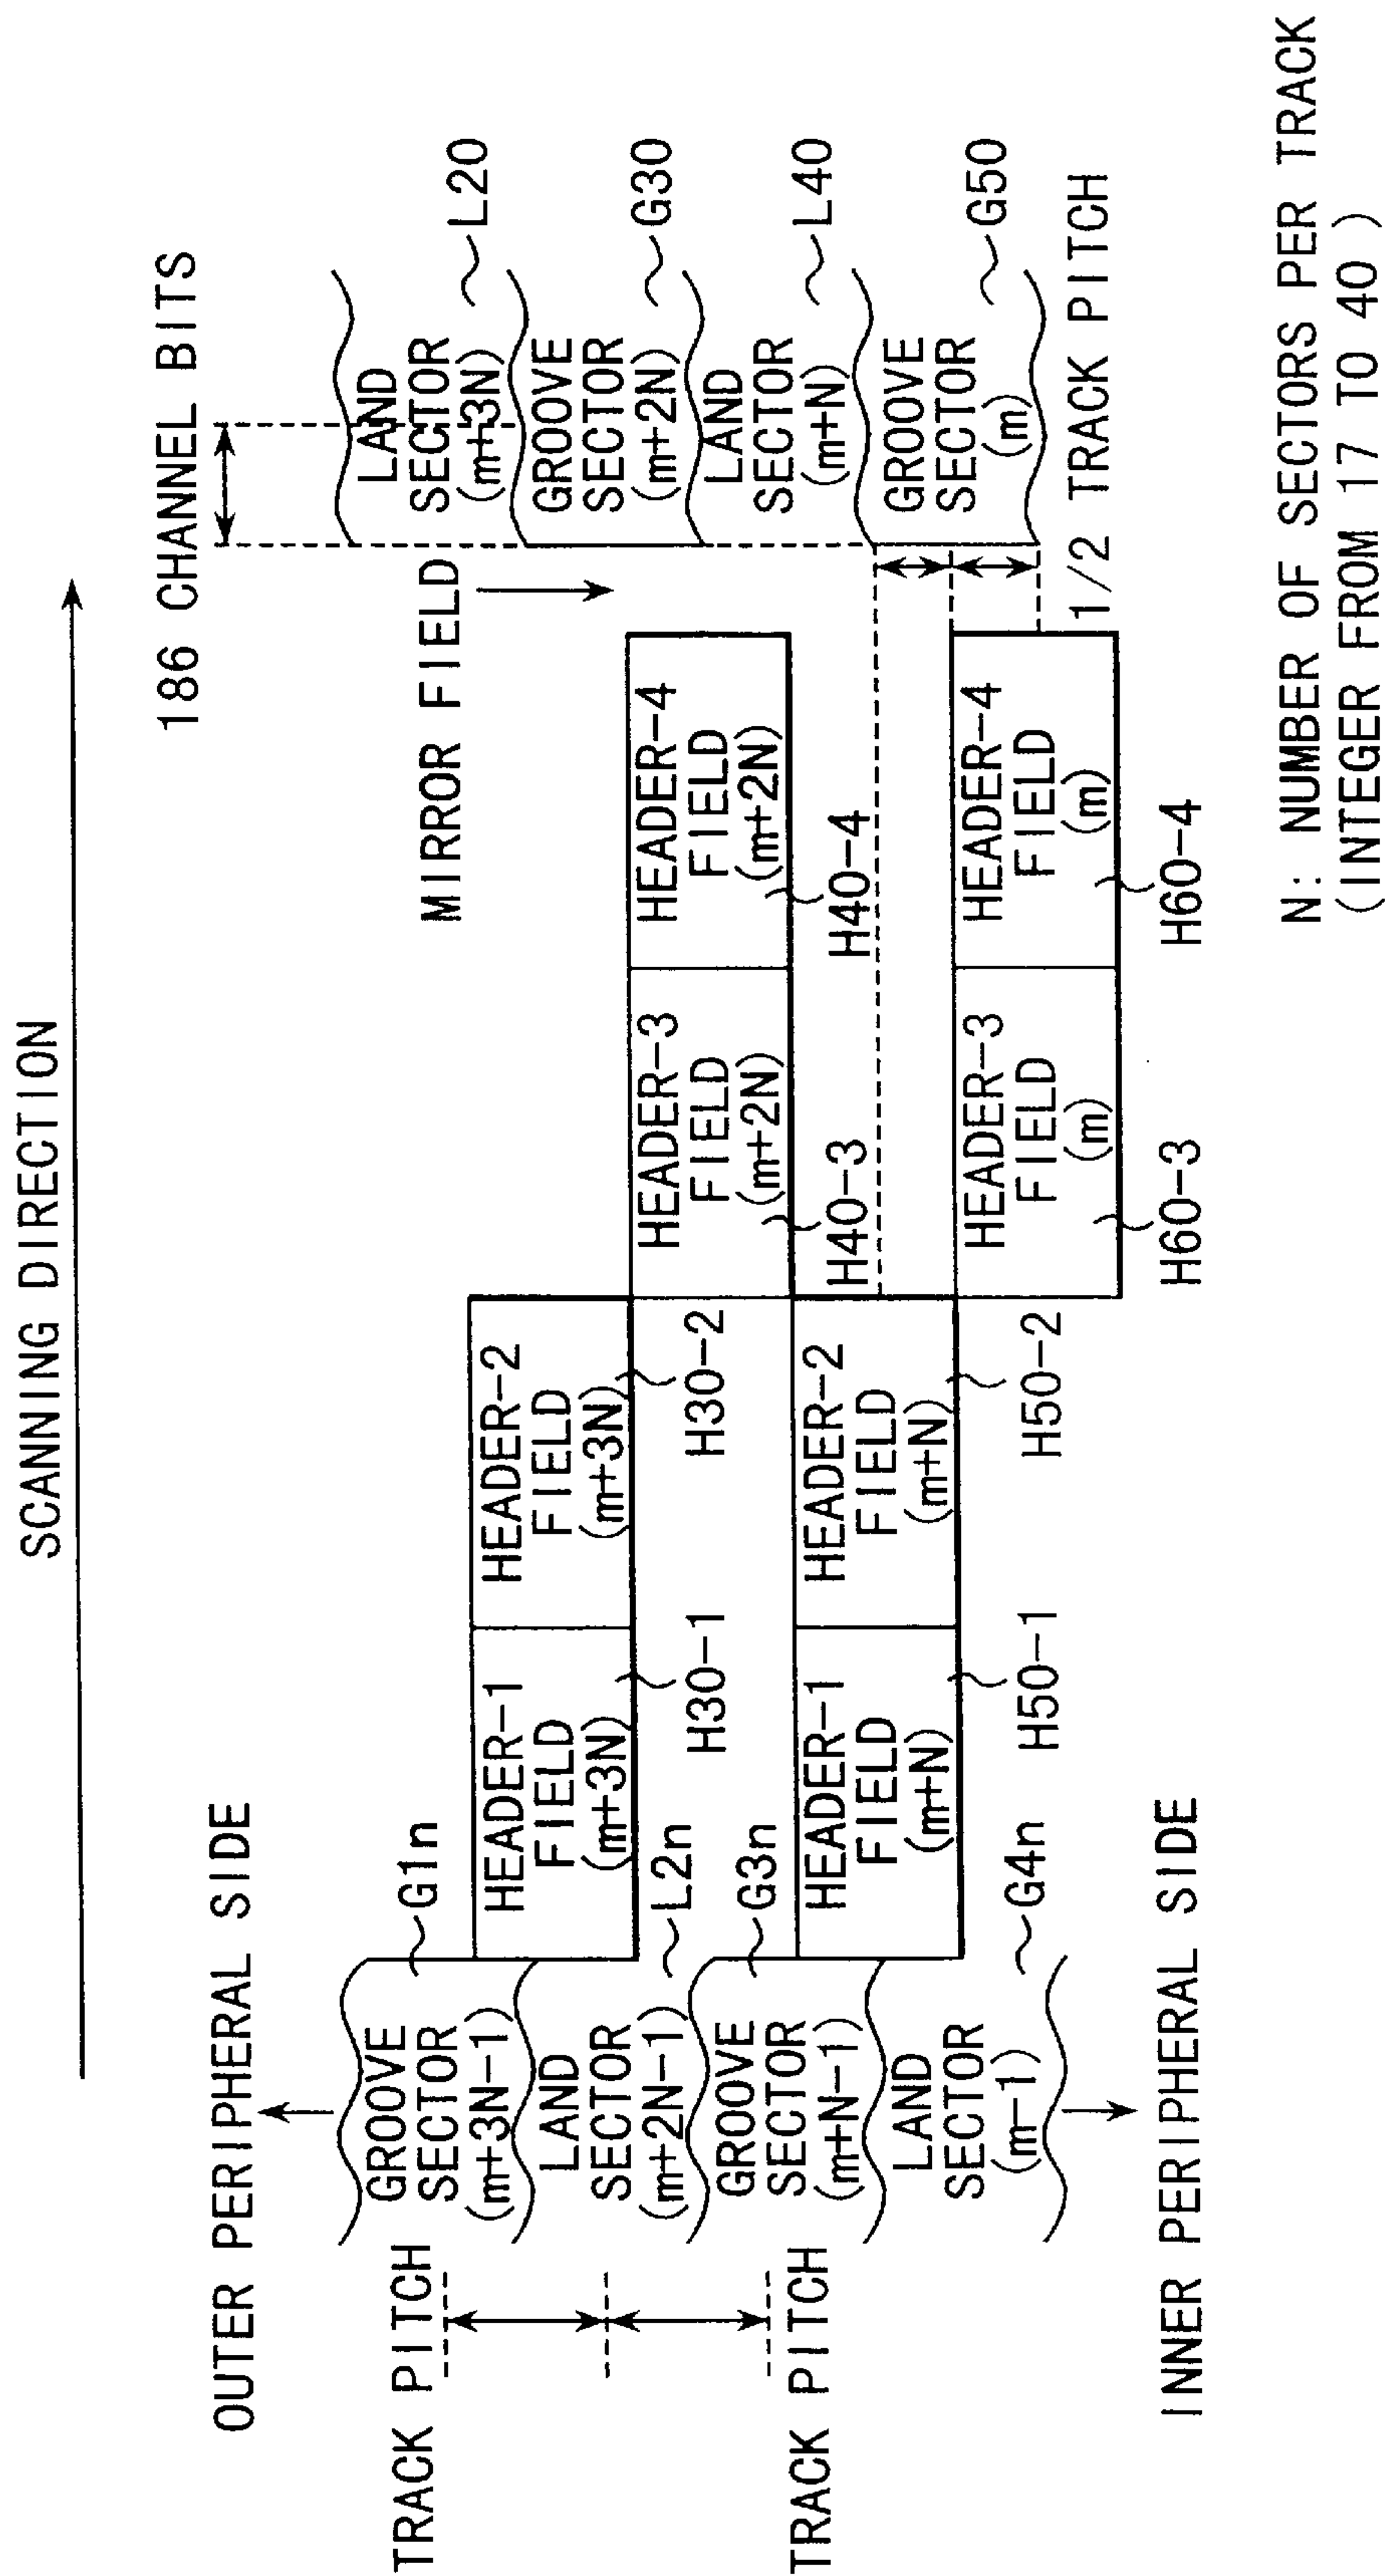 SCANNING DIRECTION
OUTER PERIPHERAL SIDE
186 CHANNEL BITS
MIRROR FIELD
TRACK PITCH
TRACK PITCH
GROOVE
SECTOR
(m+3N-1)
G1n
LAND
SECTOR
(m+2N-1)
L2n
GROOVE
SECTOR
(m+N-1)
G3n
LAND
SECTOR
(m-1)
G4n
HEADER-1
FIELD
(m+3N)
H30-1
HEADER-2
FIELD
(m+3N)
H30-2
HEADER-1
FIELD
(m+N)
H50-1
HEADER-2
FIELD
(m+N)
H50-2
HEADER-3
FIELD
(m+2N)
H40-3
HEADER-4
FIELD
(m+2N)
H40-4
HEADER-3
FIELD
(m)
H60-3
HEADER-4
FIELD
(m)
H60-4
LAND
SECTOR
(m+3N)
L20
GROOVE
SECTOR
(m+2N)
G30
LAND
SECTOR
(m+N)
L40
GROOVE
SECTOR
(m)
G50
1/2 TRACK PITCH
INNER PERIPHERAL SIDE
N: NUMBER OF SECTORS PER TRACK
(INTEGER FROM 17 TO 40 )